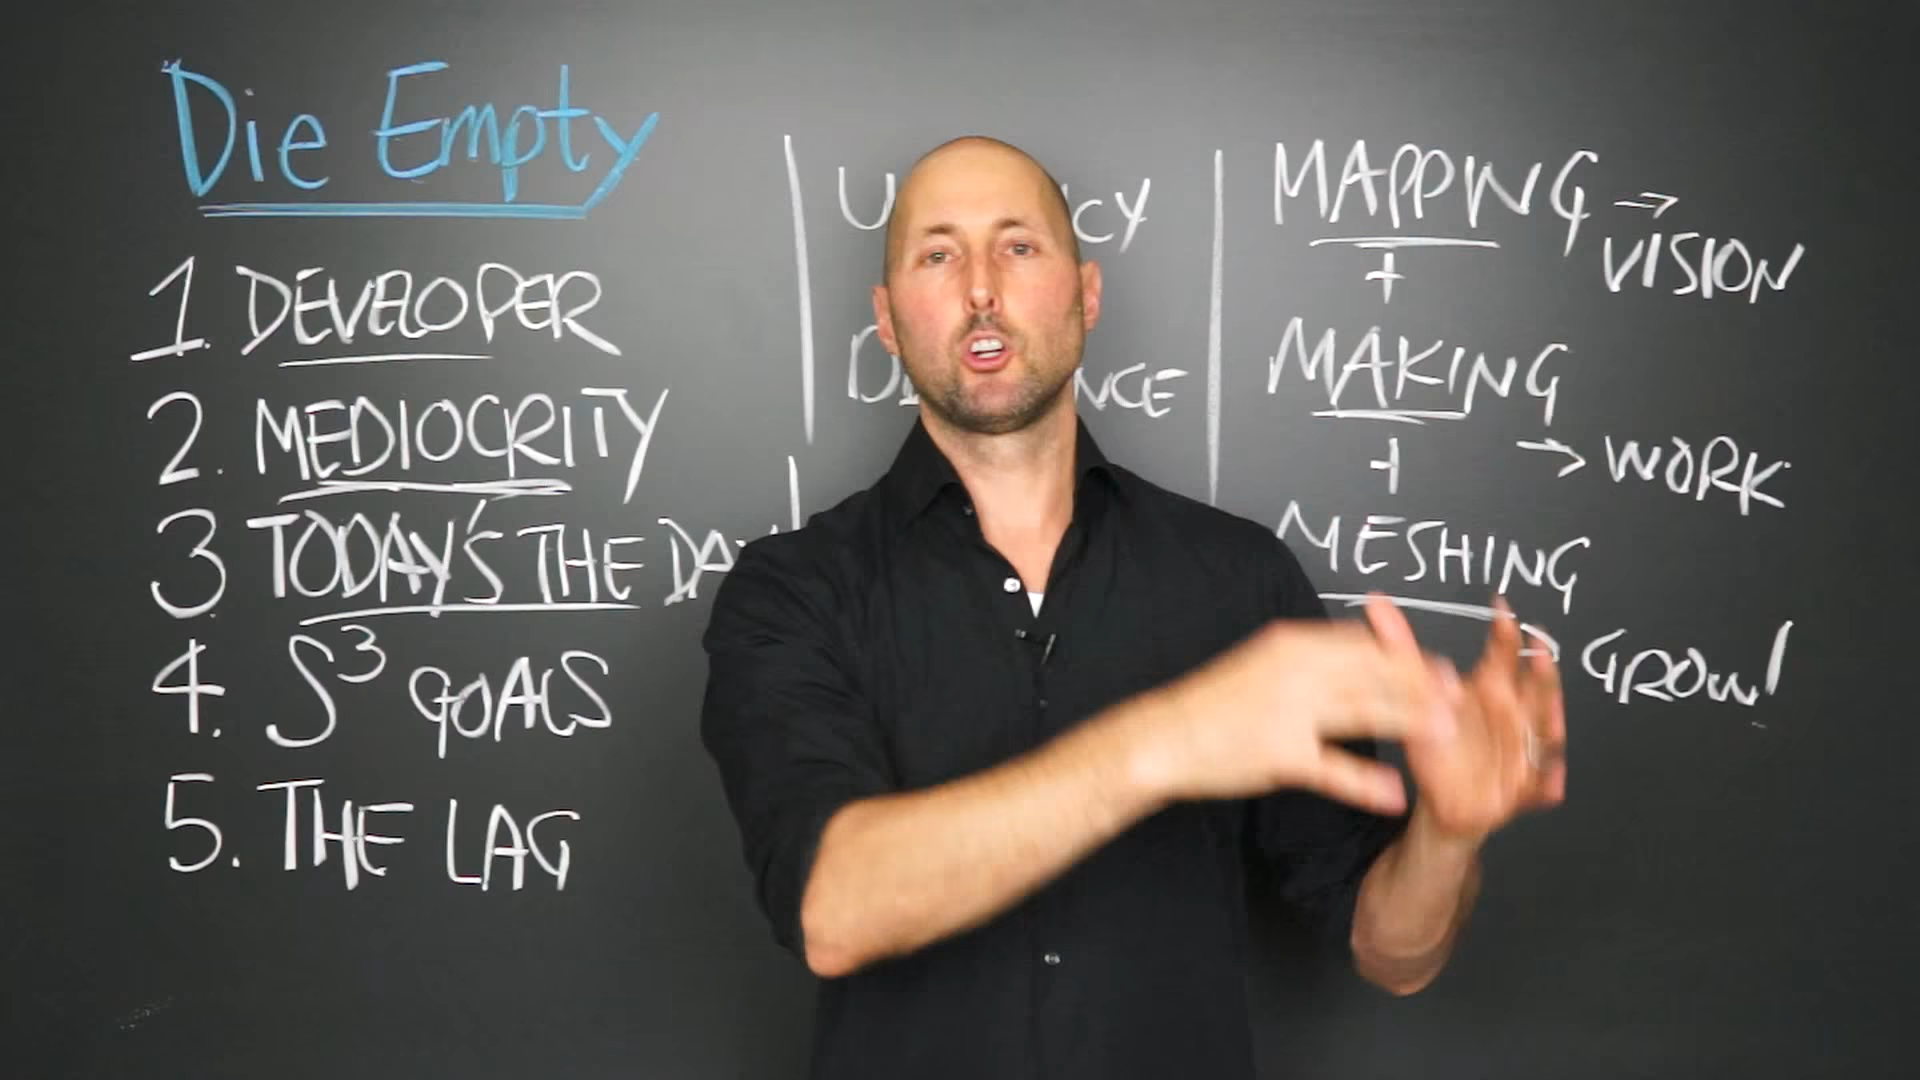 Die Empty
1. DEVELOPER
2. MEDIOCRITY
3. TODAY'S THE
4. S³ GOALS
5. THE LAG
MAPPING →
VISION
+
MAKING
+ → WORK
MESHING
→ GROW!